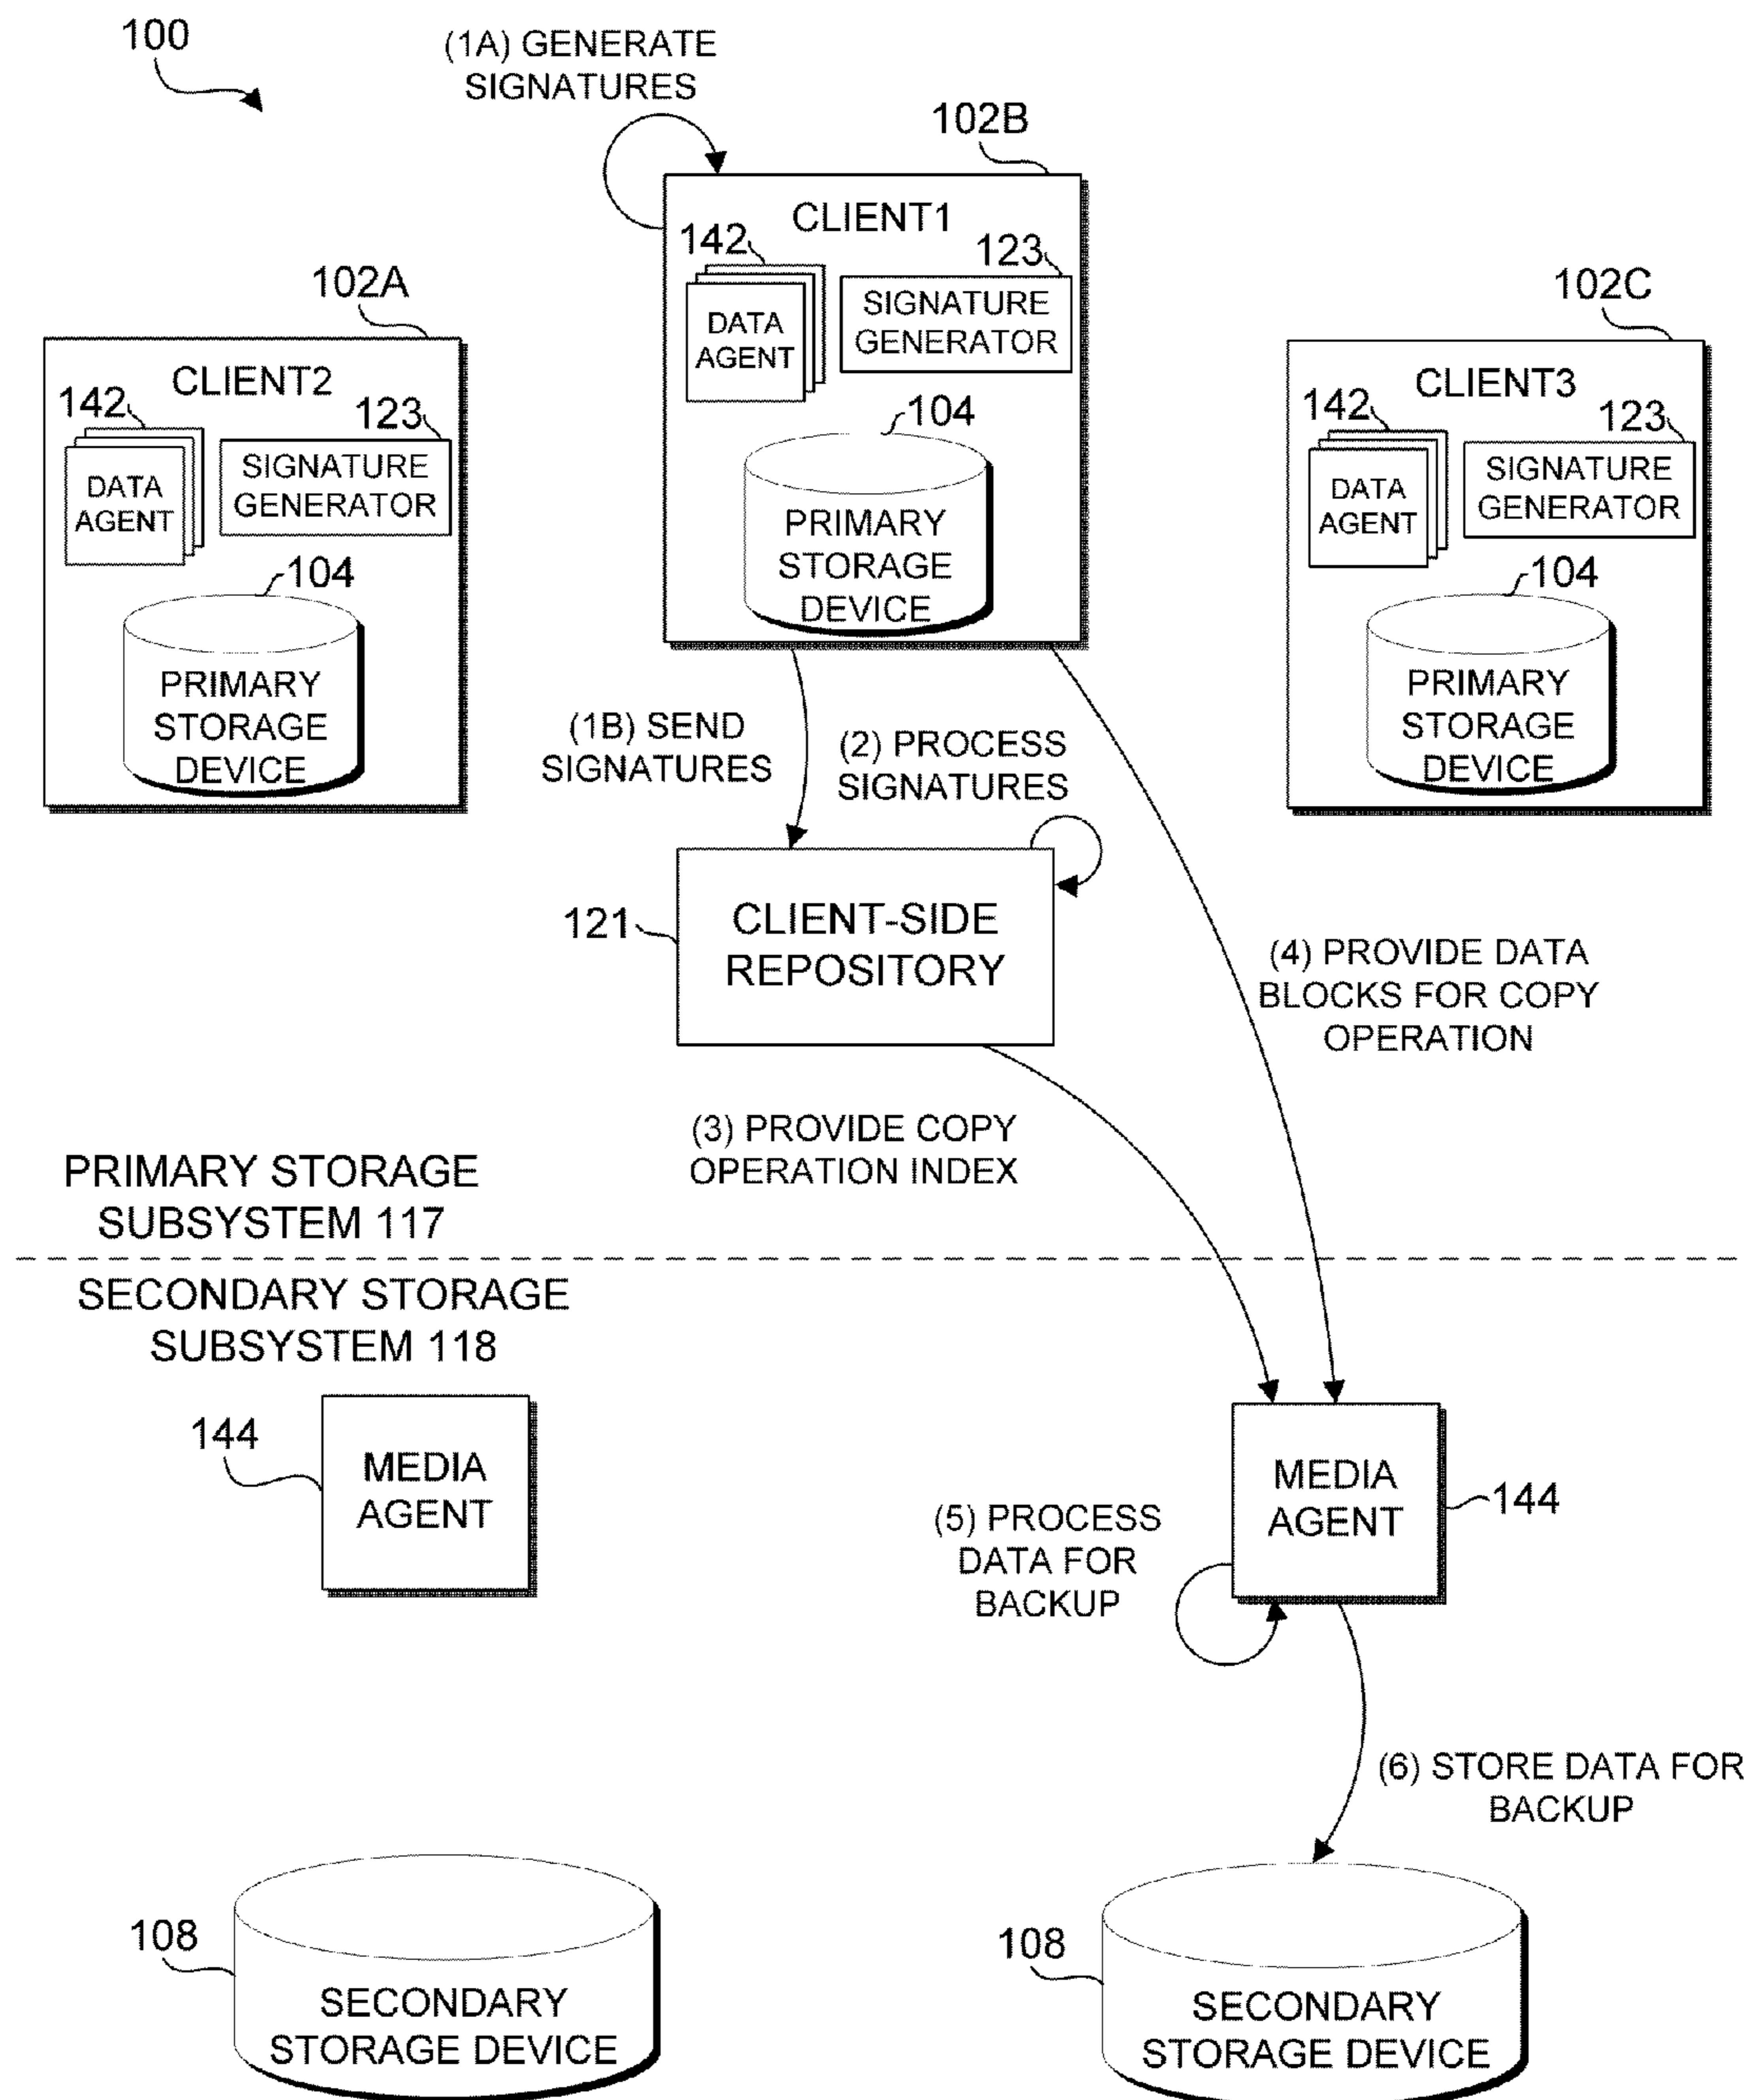 100
(1A) GENERATE
SIGNATURES
102B
CLIENT1
142
123
DATA
AGENT
SIGNATURE
GENERATOR
104
PRIMARY
STORAGE
DEVICE
102A
CLIENT2
142
123
DATA
AGENT
SIGNATURE
GENERATOR
104
PRIMARY
STORAGE
DEVICE
102C
CLIENT3
142
123
DATA
AGENT
SIGNATURE
GENERATOR
104
PRIMARY
STORAGE
DEVICE
(1B) SEND
SIGNATURES
(2) PROCESS
SIGNATURES
121
CLIENT-SIDE
REPOSITORY
(4) PROVIDE DATA
BLOCKS FOR COPY
OPERATION
(3) PROVIDE COPY
OPERATION INDEX
PRIMARY STORAGE
SUBSYSTEM 117
SECONDARY STORAGE
SUBSYSTEM 118
144
MEDIA
AGENT
MEDIA
AGENT
144
(5) PROCESS
DATA FOR
BACKUP
(6) STORE DATA FOR
BACKUP
108
SECONDARY
STORAGE DEVICE
108
SECONDARY
STORAGE DEVICE